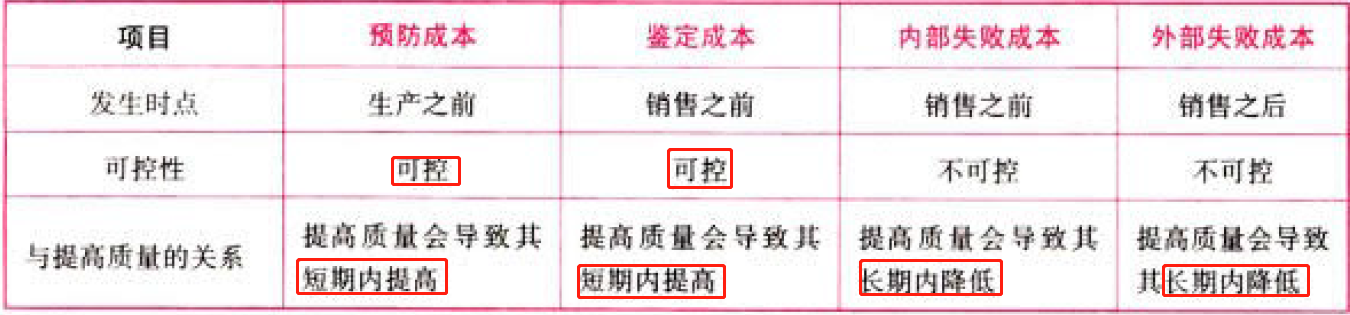 项目 预防成本 鉴定成本 内部失败成本 外部失败成本
发生时点 生产之前 销售之前 销售之前 销售之后
可控性 可控 可控 不可控 不可控
与提高质量的关系 提高质量会导致其 提高质量会导致其 提高质量会导致其 提高质量会导致
短期内提高 短期内提高 长期内降低 其长期内降低